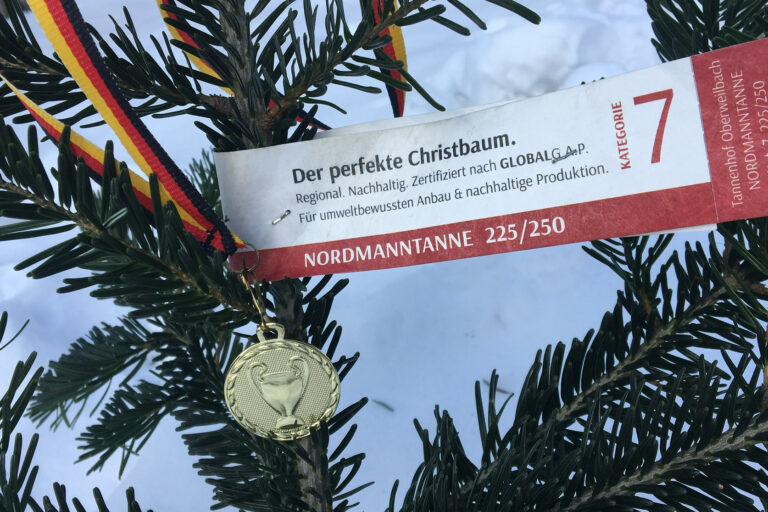 Der perfekte Christbaum.
Regional. Nachhaltig. Zertifiziert nach GLOBALG.A.P.
Für umweltbewussten Anbau & nachhaltige Produktion.
NORDMANNTANNE 225/250
KATEGORIE
7
Tannenhof Oberweilbach
NORDMANNTANNE
7 225/250